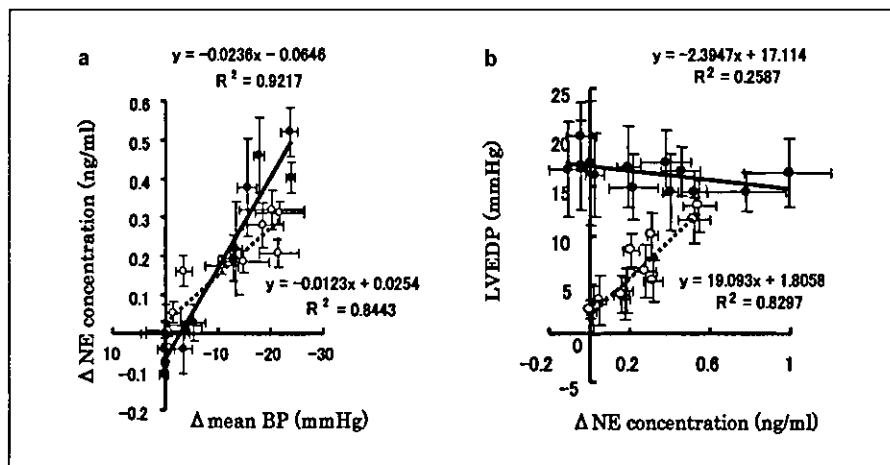 a
y = −0.0236x − 0.0646
R² = 0.9217
Δ NE concentration (ng/ml)
0.6
0.5
0.4
0.3
0.2
0.1
0
-0.1
-0.2
10
-10
-20
-30
y = −0.0123x + 0.0254
R² = 0.8443
Δ mean BP (mmHg)
b
y = −2.3947x + 17.114
R² = 0.2587
LVEDP (mmHg)
25
20
15
10
5
0
−5
-0.2
0.2
0.6
1
y = 19.093x + 1.8058
R² = 0.8297
Δ NE concentration (ng/ml)